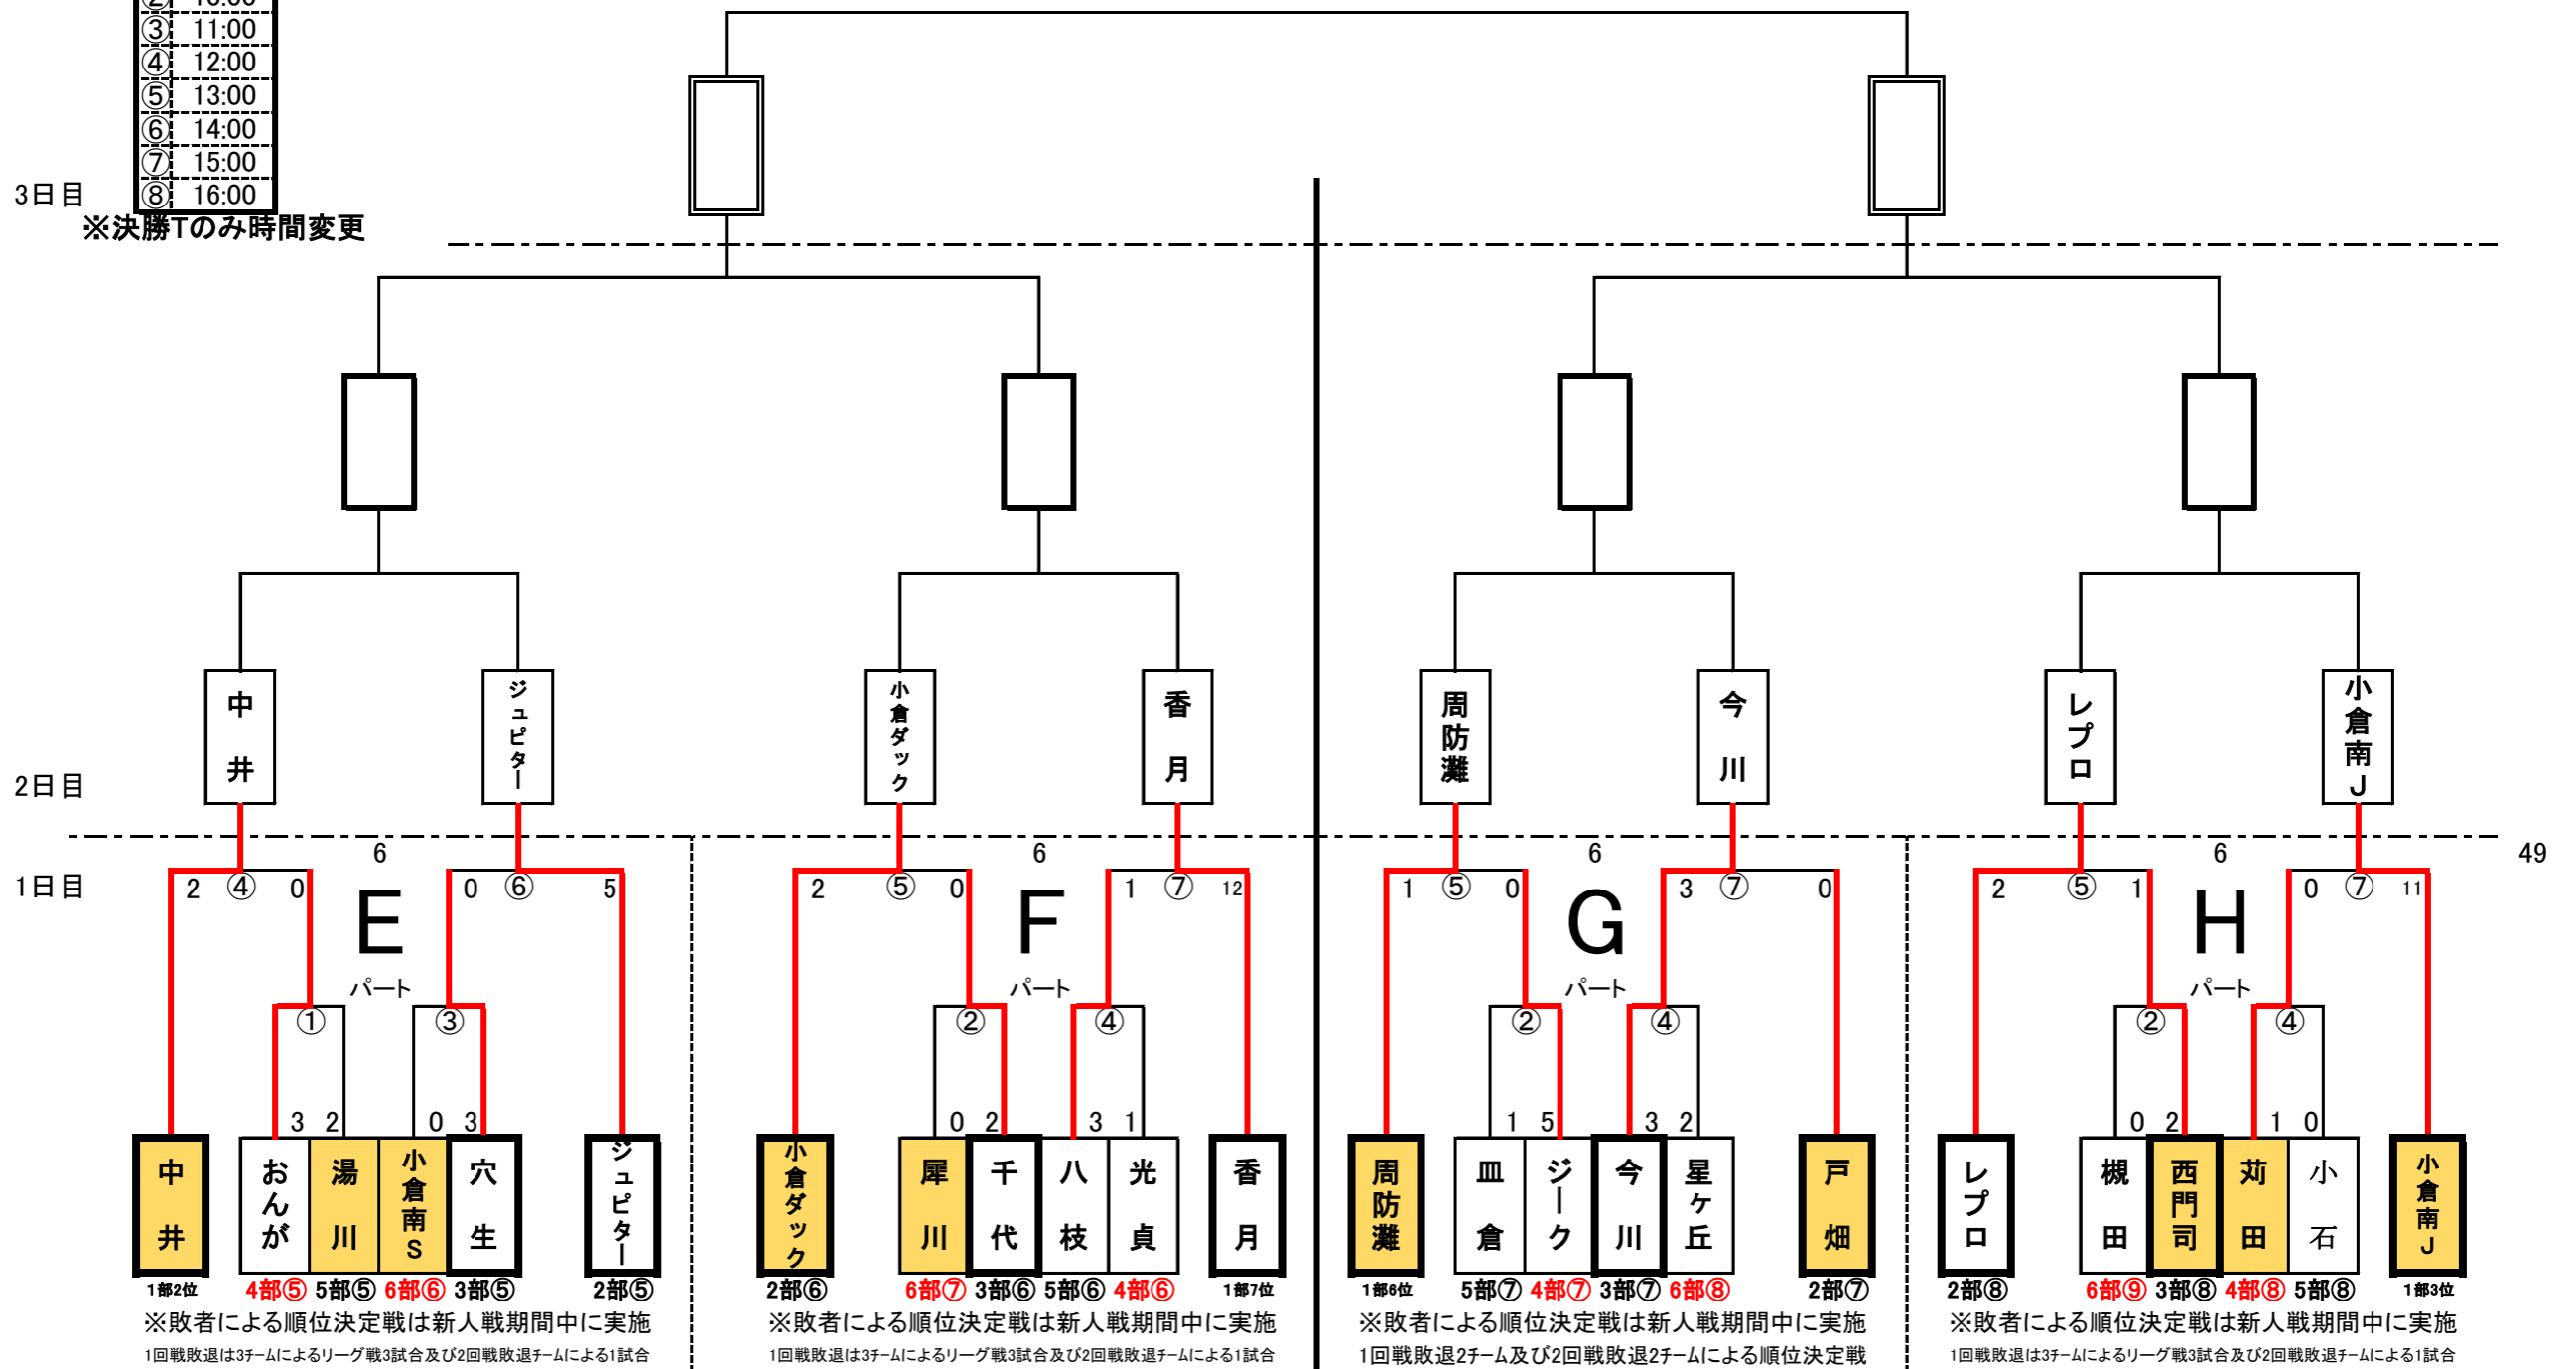 ② 10:00
③ 11:00
④ 12:00
⑤ 13:00
⑥ 14:00
⑦ 15:00
⑧ 16:00
3日目
※決勝Tのみ時間変更
中井
ジュピター
小倉ダック
香月
周防灘
今川
レプロ
小倉南J
2日目
6 6 6 6 49
1日目
2 ④ 0 0 ⑥ 5 2 ⑤ 0 1 ⑦ 12 1 ⑤ 0 3 ⑦ 0 2 ⑤ 1 0 ⑦ 11
E F G H
パート パート パート パート
① ③ ② ④ ② ④ ② ④
3 2 0 3 0 2 3 1 1 5 3 2 0 2 1 0
中井
おんが
湯川
小倉南S
穴生
ジュピター
小倉ダック
犀川
千代
八枝
光貞
香月
周防灘
皿倉
ジーク
今川
星ヶ丘
戸畑
レプロ
槻田
西門司
苅田
小石
小倉南J
1部2位 4部⑤ 5部⑤ 6部⑥ 3部⑤ 2部⑤ 2部⑥ 6部⑦ 3部⑥ 5部⑥ 4部⑥ 1部7位 1部6位 5部⑦ 4部⑦ 3部⑦ 6部⑧ 2部⑦ 2部⑧ 6部⑨ 3部⑧ 4部⑧ 5部⑧ 1部3位
※敗者による順位決定戦は新人戦期間中に実施
1回戦敗退は3チームによるリーグ戦3試合及び2回戦敗退チームによる1試合
※敗者による順位決定戦は新人戦期間中に実施
1回戦敗退は3チームによるリーグ戦3試合及び2回戦敗退チームによる1試合
※敗者による順位決定戦は新人戦期間中に実施
1回戦敗退2チーム及び2回戦敗退2チームによる順位決定戦
※敗者による順位決定戦は新人戦期間中に実施
1回戦敗退は3チームによるリーグ戦3試合及び2回戦敗退チームによる1試合